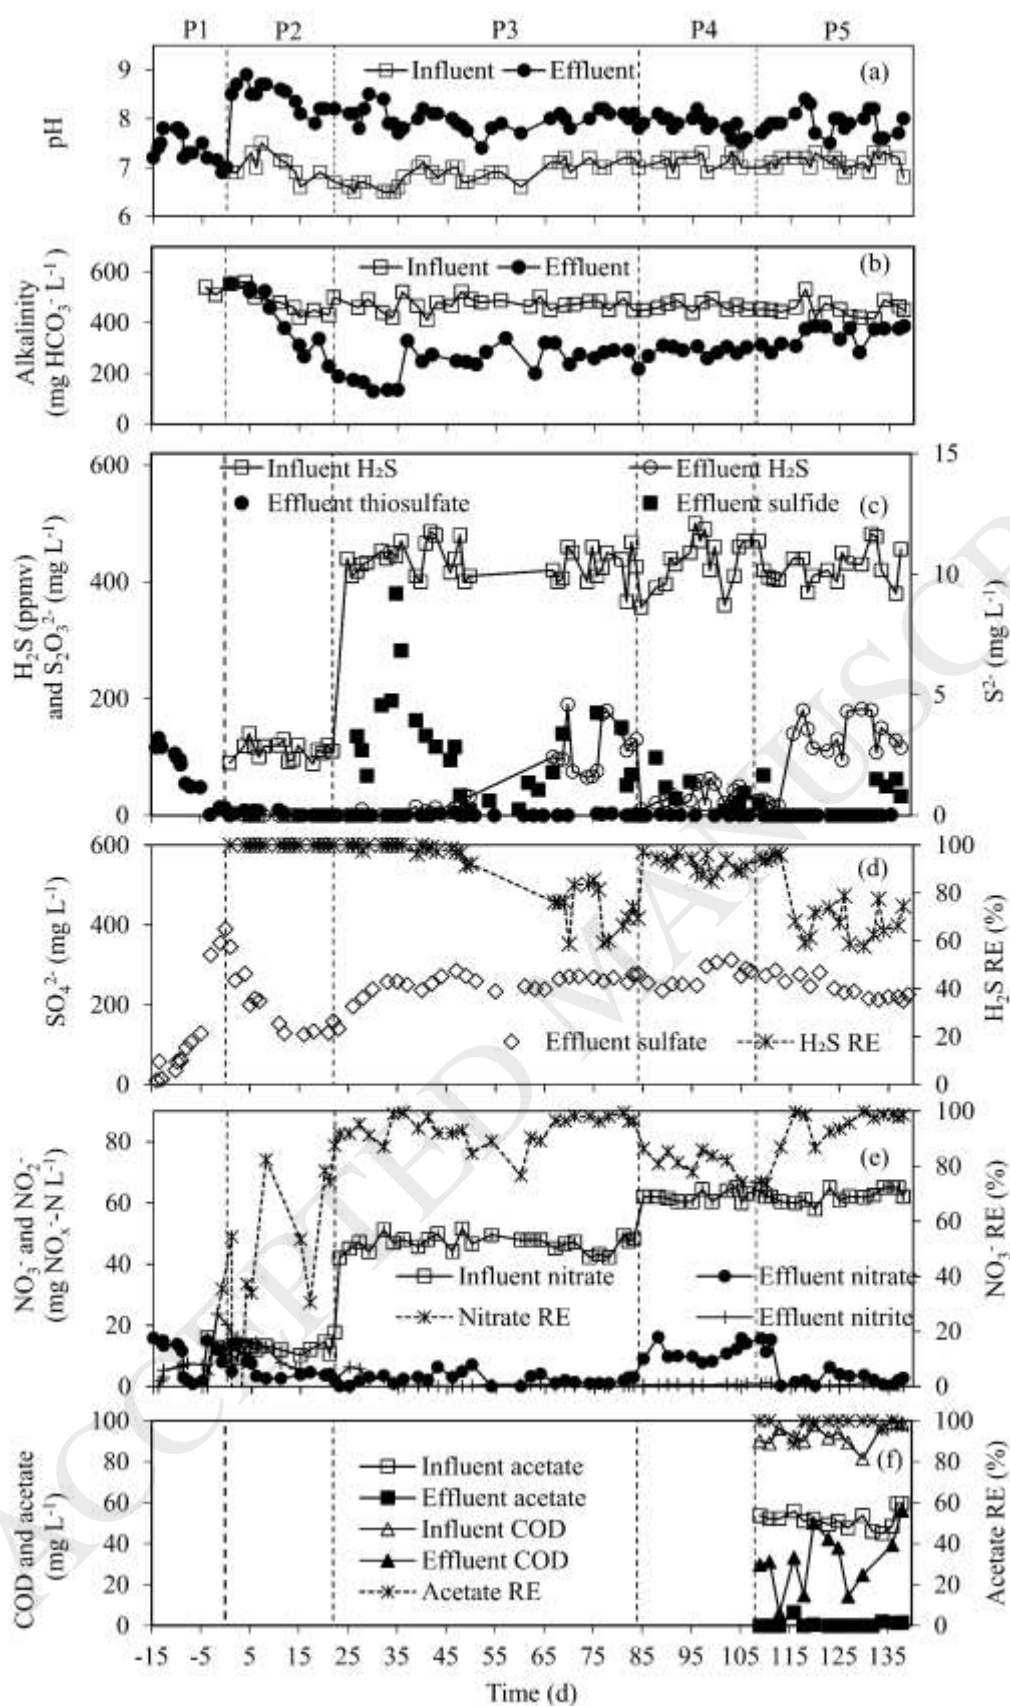 P1 P2 P3 P4 P5
9
8
7
6
pH
Influent Effluent
(a)
600
400
200
0
Alkalinity
(mg HCO₃⁻ L⁻¹)
Influent Effluent
(b)
600
400
200
0
H₂S (ppmv)
and S₂O₃²⁻ (mg L⁻¹)
Influent H₂S
Effluent H₂S
Effluent thiosulfate
Effluent sulfide
(c)
15
10
5
0
S²⁻ (mg L⁻¹)
600
400
200
0
SO₄²⁻ (mg L⁻¹)
(d)
Effluent sulfate H₂S RE
100
80
60
40
20
0
H₂S RE (%)
80
60
40
20
0
NO₃⁻ and NO₂⁻
(mg NOₓ⁻-N L⁻¹)
(e)
Influent nitrate
Effluent nitrate
Nitrate RE
Effluent nitrite
100
80
60
40
20
0
NO₃⁻ RE (%)
100
80
60
40
20
0
COD and acetate
(mg L⁻¹)
(f)
Influent acetate
Effluent acetate
Influent COD
Effluent COD
Acetate RE
100
80
60
40
20
0
Acetate RE (%)
-15 -5 5 15 25 35 45 55 65 75 85 95 105 115 125 135
Time (d)
ACCEPTED MANUSCRIPT